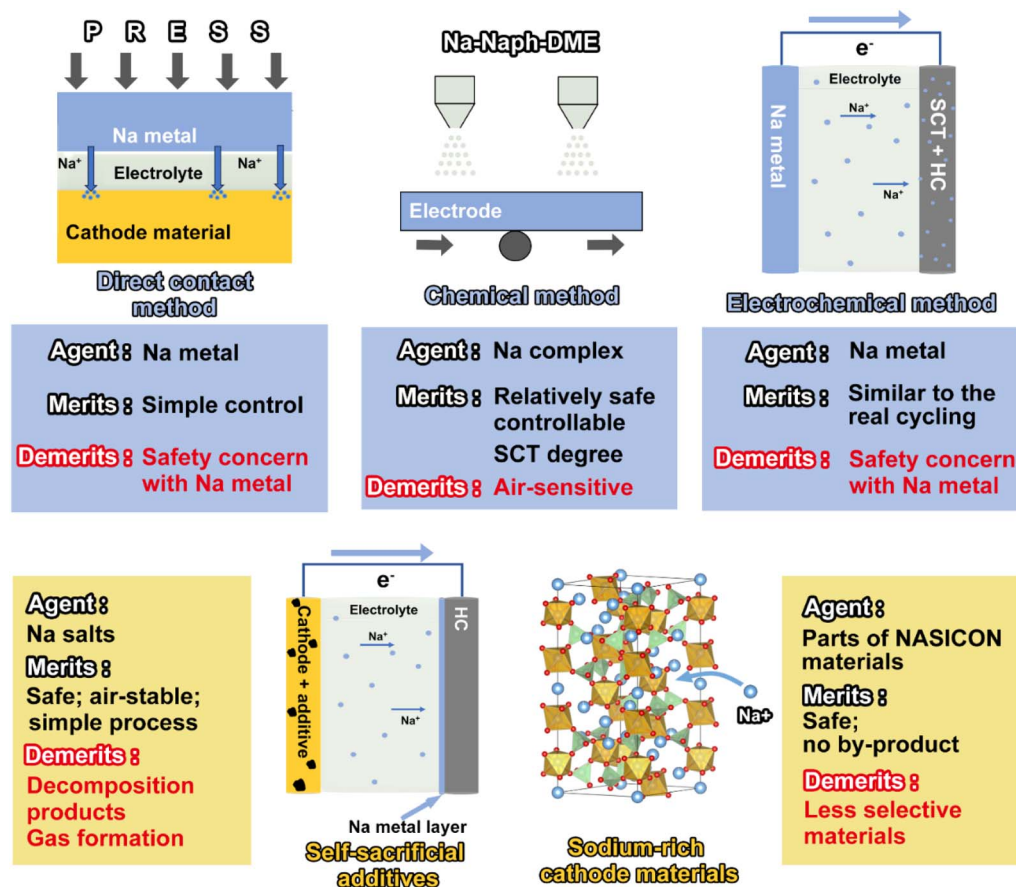 P R E S S
Na metal
Na⁺
Na⁺
Electrolyte
Cathode material
Direct contact
method
Agent: Na metal
Merits: Simple control
Demerits: Safety concern
with Na metal
Na-Naph-DME
Electrode
Chemical method
Agent: Na complex
Merits: Relatively safe
controllable
SCT degree
Demerits: Air-sensitive
e⁻
Na metal
Electrolyte
Na⁺
Na⁺
SCT + HC
Electrochemical method
Agent: Na metal
Merits: Similar to the
real cycling
Demerits: Safety concern
with Na Metal
Agent:
Na salts
Merits:
Safe; air-stable;
simple process
Demerits:
Decomposition
products
Gas formation
e⁻
Cathode + additive
Electrolyte
Na⁺
Na⁺
HC
Na metal layer
Self-sacrificial
additives
Na+
Sodium-rich
cathode materials
Agent:
Parts of NASICON
materials
Merits:
Safe;
no by-product
Demerits:
Less selective
materials